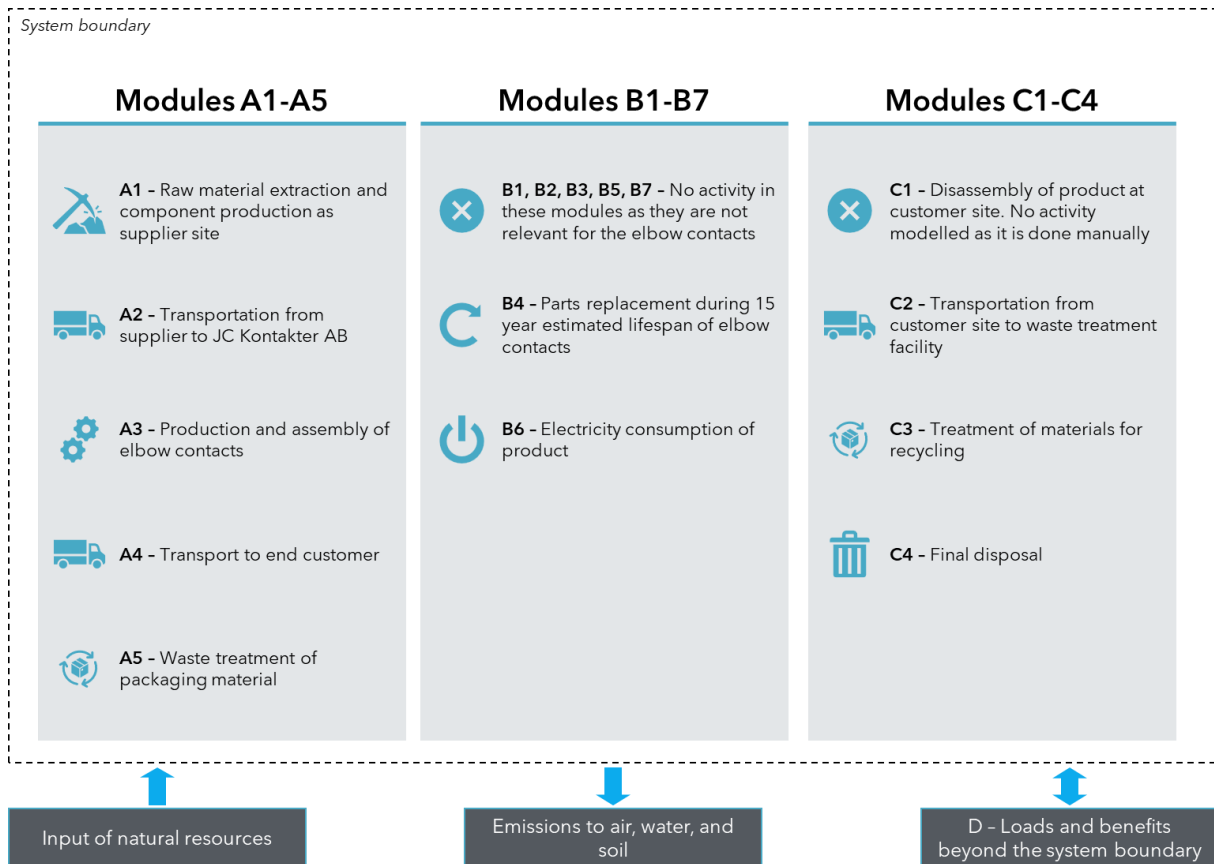 System boundary
Modules A1-A5
A1 – Raw material extraction and
component production as
supplier site
A2 – Transportation from
supplier to JC Kontakter AB
A3 – Production and assembly of
elbow contacts
A4 – Transport to end customer
A5 – Waste treatment of
packaging material
Modules B1-B7
B1, B2, B3, B5, B7 – No activity in
these modules as they are not
relevant for the elbow contacts
B4 – Parts replacement during 15
year estimated lifespan of elbow
contacts
B6 – Electricity consumption of
product
Modules C1-C4
C1 – Disassembly of product at
customer site. No activity
modelled as it is done manually
C2 – Transportation from
customer site to waste treatment
facility
C3 – Treatment of materials for
recycling
C4 – Final disposal
Input of natural resources
Emissions to air, water, and
soil
D – Loads and benefits
beyond the system boundary